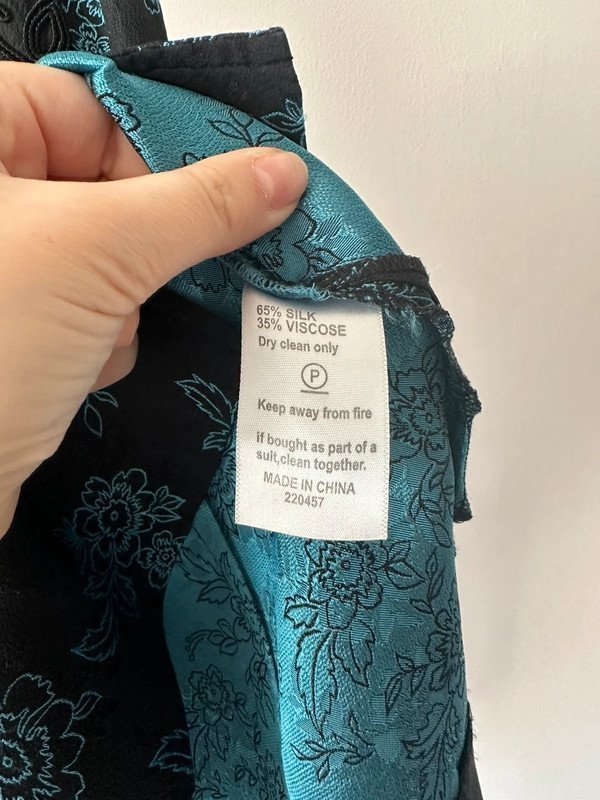 65% SILK
35% VISCOSE
Dry clean only
P
Keep away from fire
if bought as part of a
suit,clean together.
MADE IN CHINA
220457